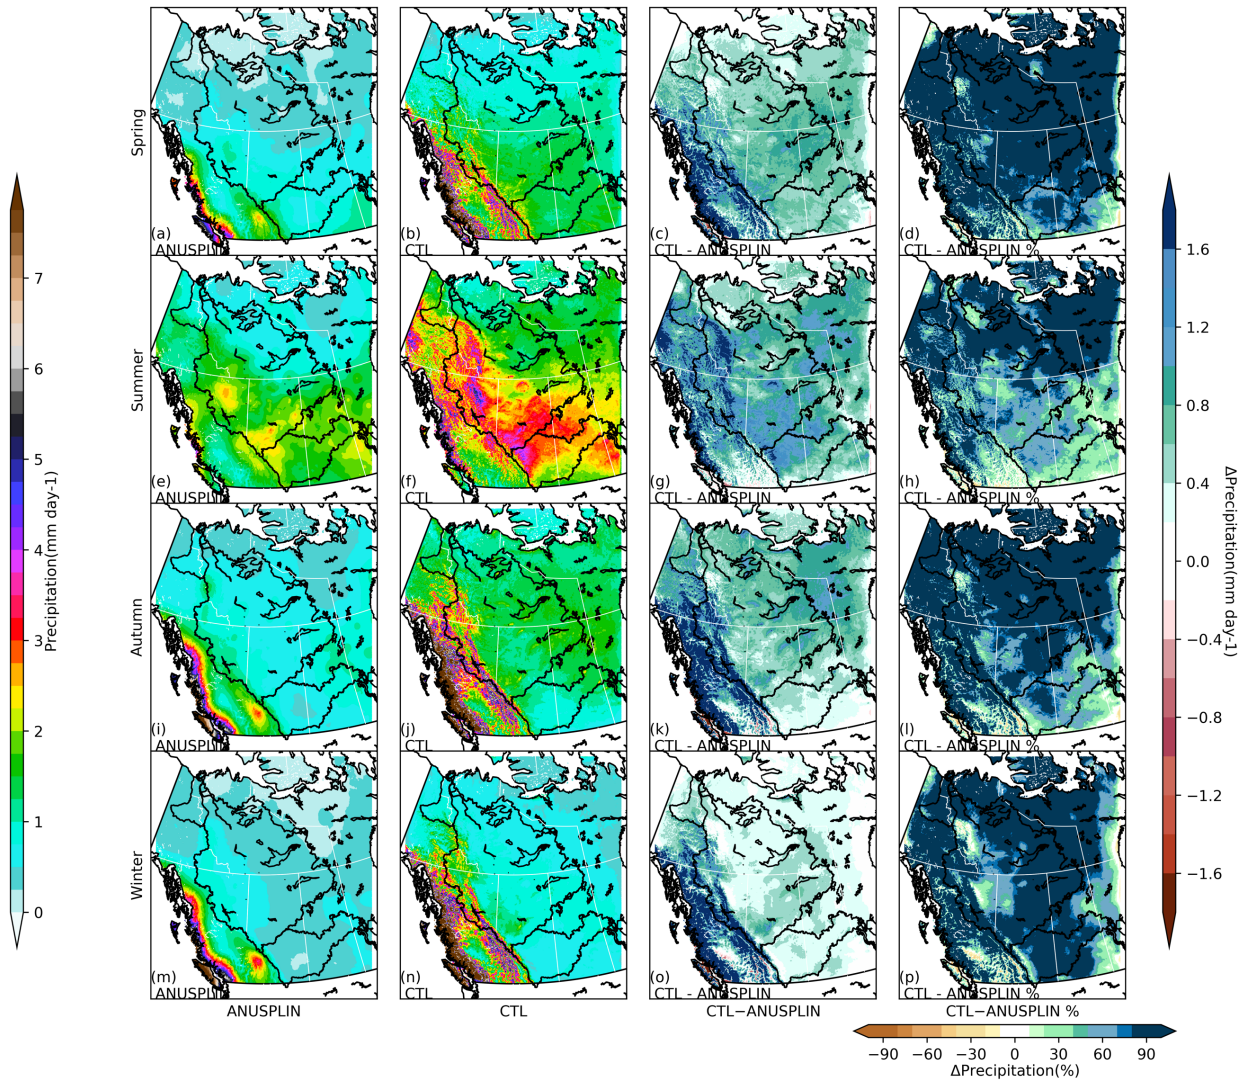 Spring
(a)
ANUSPLIN
(b)
CTL
(c)
CTL - ANUSPLIN
(d)
CTL - ANUSPLIN %
Summer
(e)
ANUSPLIN
(f)
CTL
(g)
CTL - ANUSPLIN
(h)
CTL - ANUSPLIN %
Autumn
(i)
ANUSPLIN
(j)
CTL
(k)
CTL - ANUSPLIN
(l)
CTL - ANUSPLIN %
Winter
(m)
ANUSPLIN
(n)
CTL
(o)
CTL - ANUSPLIN
(p)
CTL - ANUSPLIN %
ANUSPLIN
CTL
CTL−ANUSPLIN
CTL−ANUSPLIN %
7
6
5
4
3
2
1
0
Precipitation(mm day-1)
1.6
1.2
0.8
0.4
0.0
−0.4
−0.8
−1.2
−1.6
ΔPrecipitation(mm day-1)
−90 −60 −30 0 30 60 90
ΔPrecipitation(%)